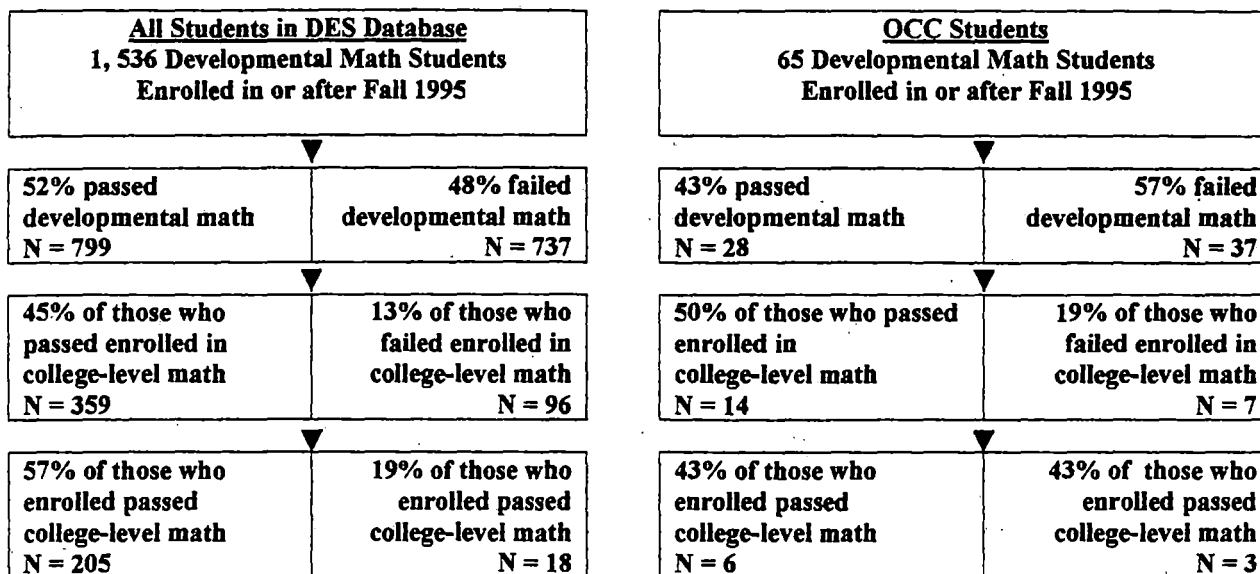 All Students in DES Database
1, 536 Developmental Math Students
Enrolled in or after Fall 1995
52% passed
developmental math
N = 799
48% failed
developmental math
N = 737
45% of those who
passed enrolled in
college-level math
N = 359
13% of those who
failed enrolled in
college-level math
N = 96
57% of those who
enrolled passed
college-level math
N = 205
19% of those who
enrolled passed
college-level math
N = 18
OCC Students
65 Developmental Math Students
Enrolled in or after Fall 1995
43% passed
developmental math
N = 28
57% failed
developmental math
N = 37
50% of those who passed
enrolled in
college-level math
N = 14
19% of those who
failed enrolled in
college-level math
N = 7
43% of those who
enrolled passed
college-level math
N = 6
43% of those who
enrolled passed
college-level math
N = 3